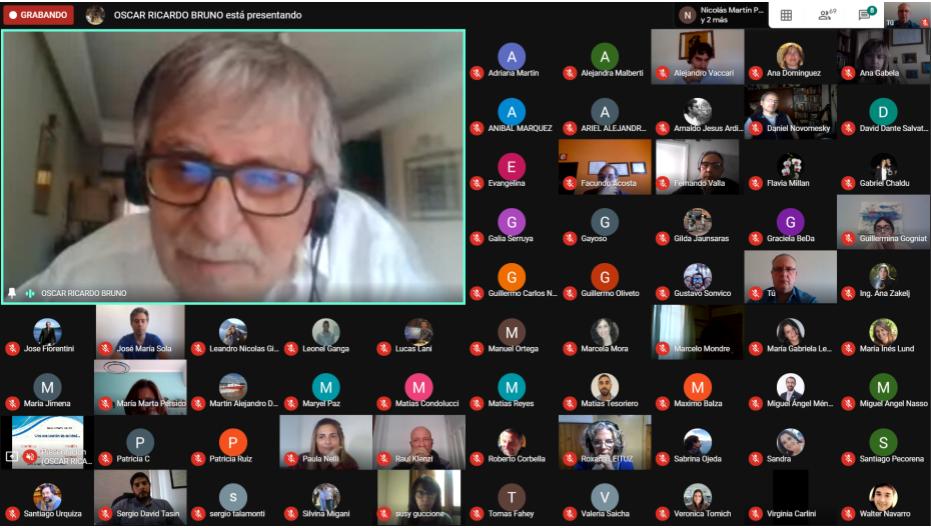 GRABANDO
OSCAR RICARDO BRUNO está presentando
Nicolás Martín P...
y 2 más
69
8
Tú
N
A
A
Adriana Martin
Alejandra Malberti
Alejandro Vaccari
Ana Dominguez
Ana Gabela
A
A
D
ANIBAL MARQUEZ
ARIEL ALEJANDR...
Arnaldo Jesus Ardi...
Daniel Novomesky
David Dante Salvat...
E
Evangelina
Facundo Acosta
Fernando Valla
Flavia Millan
Gabriel Chaldu
G
G
G
Galia Serruya
Gayoso
Gilda Jaunsaras
Graciela BeDa
Guillermina Gogniat
G
G
OSCAR RICARDO BRUNO
Guillermo Carlos N...
Guillermo Oliveto
Gustavo Sonvico
Tú
Ing. Ana Zakelj
M
Jose Fiorentini
José María Sola
Leandro Nicolas Gi...
Leonel Ganga
Lucas Lani
Manuel Ortega
Marcela Mora
Marcelo Mondre
Maria Gabriela Le...
Maria Inés Lund
M
M
M
M
M
M
Maria Jimena
María Marta Persico
Martin Alejandro D...
Maryel Paz
Matias Condolucci
Matias Reyes
Matias Tesoriero
Maximo Balza
Miguel Ángel Mén...
Miguel Angel Nasso
P
P
S
Presentación
(OSCAR RICA...
Patricia C
Patricia Ruiz
Paula Nelli
Raul Klenzi
Roberto Corbella
Sabrina Ojeda
Sandra
Santiago Pecorena
s
T
V
Santiago Urquiza
Sergio David Tasin
sergio talamonti
Silvina Migani
susy guccione
Tomas Fahey
Valeria Saicha
Veronica Tomich
Virginia Carlini
Walter Navarro